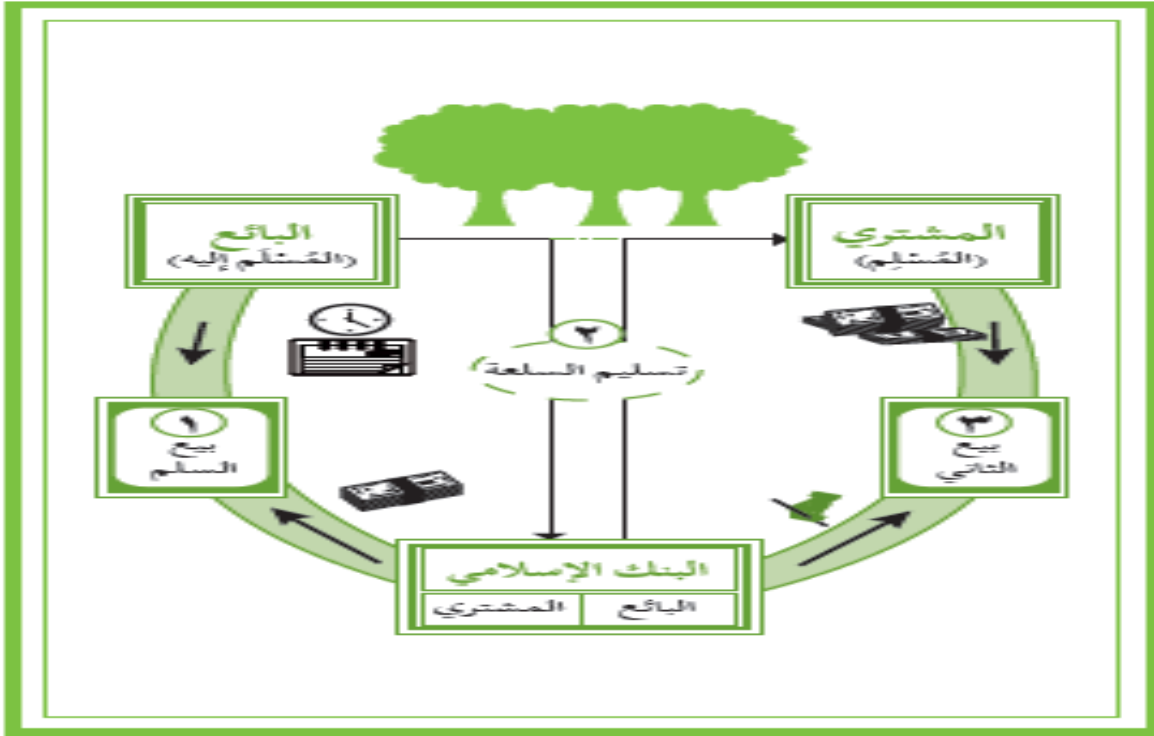 المشتري
(المُسْلِم)
البائع
(المُسْلَم إليه)
٢
تسليم السلعة
٣
بيع
الثاني
١
بيع
السلم
البنك الإسلامي
البائع
المشتري